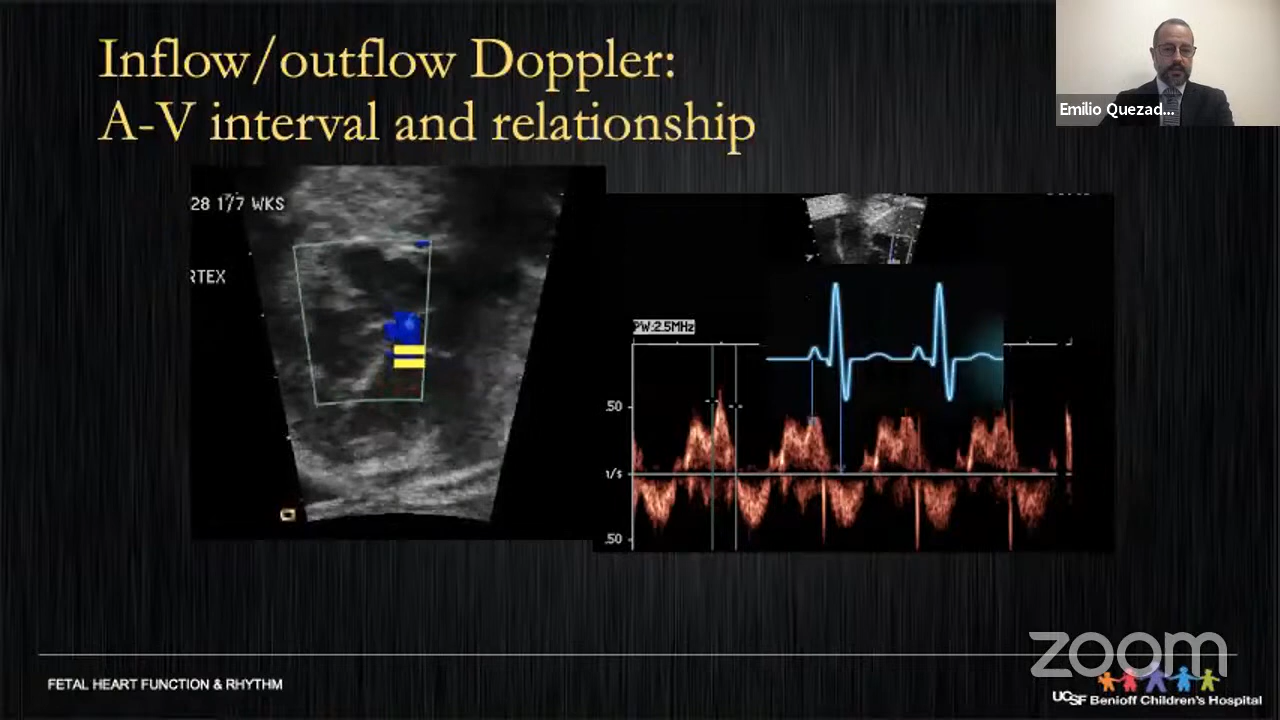 Inflow/outflow Doppler:
A-V interval and relationship
Emilio Quezad...
28 1/7 WKS
RTEX
PW:2.5MHz
.50
1/s
.50
zoom
FETAL HEART FUNCTION & RHYTHM
UCSF Benioff Children's Hospital